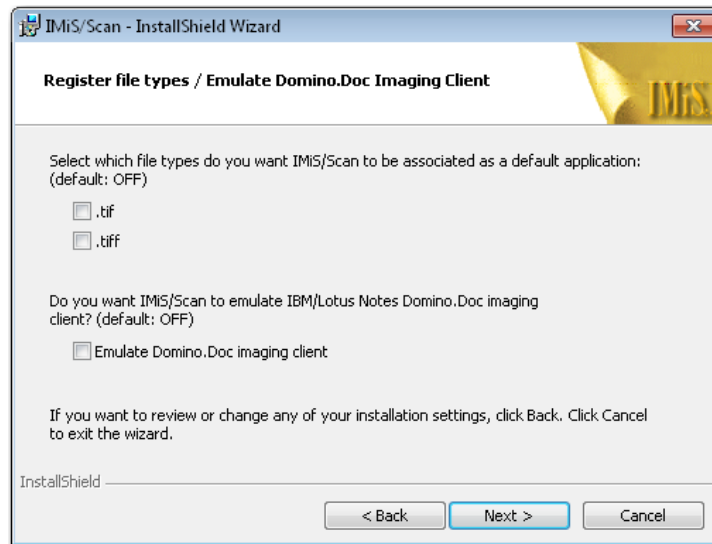 IMiS/Scan - InstallShield Wizard
Register file types / Emulate Domino.Doc Imaging Client
IMiS
Select which file types do you want IMiS/Scan to be associated as a default application:
(default: OFF)
.tif
.tiff
Do you want IMiS/Scan to emulate IBM/Lotus Notes Domino.Doc imaging
client? (default: OFF)
Emulate Domino.Doc imaging client
If you want to review or change any of your installation settings, click Back. Click Cancel
to exit the wizard.
InstallShield
< Back
Next >
Cancel